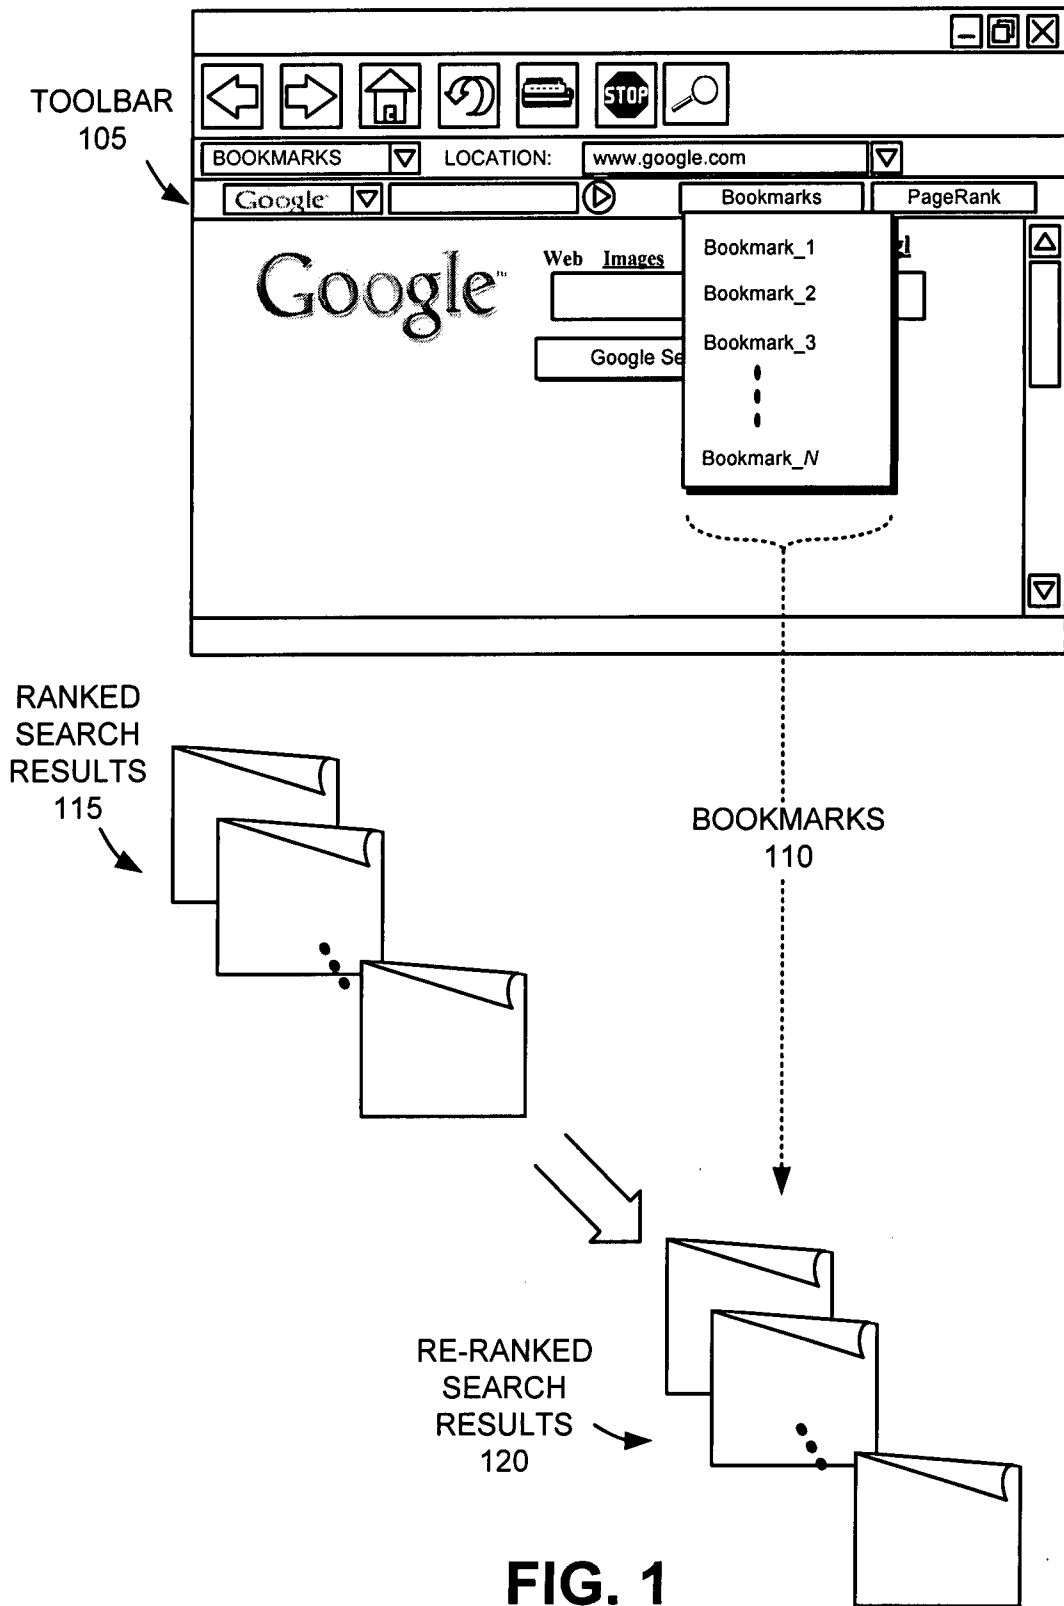 TOOLBAR
105
STOP
BOOKMARKS LOCATION: www.google.com
Google Bookmarks PageRank
Google™
Web Images
Bookmark_1
Bookmark_2
Bookmark_3
Google Se
Bookmark_N
RANKED
SEARCH
RESULTS
115
BOOKMARKS
110
RE-RANKED
SEARCH
RESULTS
120
FIG. 1